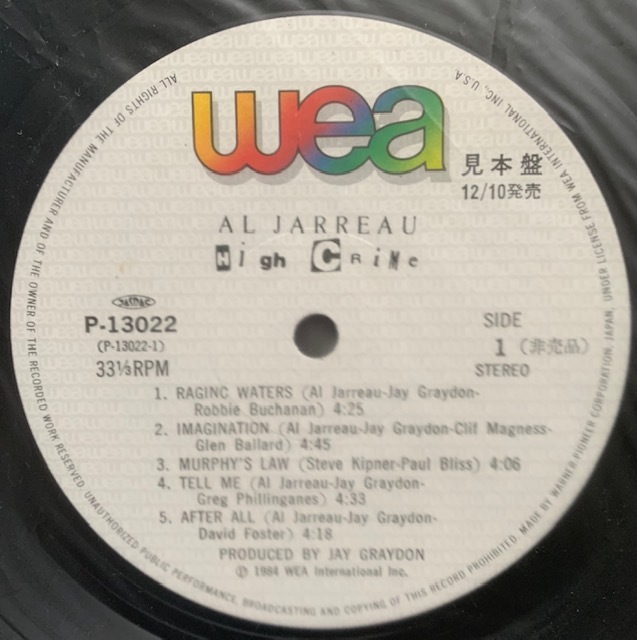 wea
見本盤
12/10発売
AL JARREAU
High CRiMe
JASRAC
P-13022
(P-13022-1)
33⅓RPM
SIDE
1 (非売品)
STEREO
1. RAGINC WATERS (Al Jarreau-Jay Graydon-
Robbie Buchanan) 4:25
2. IMAGINATION (Al Jarreau-Jay Graydon-Clif Magness-
Glen Ballard) 4:45
3. MURPHY'S LAW (Steve Kipner-Paul Bliss) 4:06
4. TELL ME (Al Jarreau-Jay Graydon-
Greg Phillinganes) 4:33
5. AFTER ALL (Al Jarreau-Jay Graydon-
David Foster) 4:18
PRODUCED BY JAY GRAYDON
℗ 1984 WEA International Inc.
ALL RIGHTS OF THE MANUFACTURER AND OF THE OWNER OF THE RECORDED WORK RESERVED. UNAUTHORIZED PUBLIC PERFORMANCE, BROADCASTING AND COPYING OF THIS RECORD PROHIBITED. MADE BY WARNER-PIONEER CORPORATION, JAPAN, UNDER LICENSE FROM WEA INTERNATIONAL INC., U.S.A.